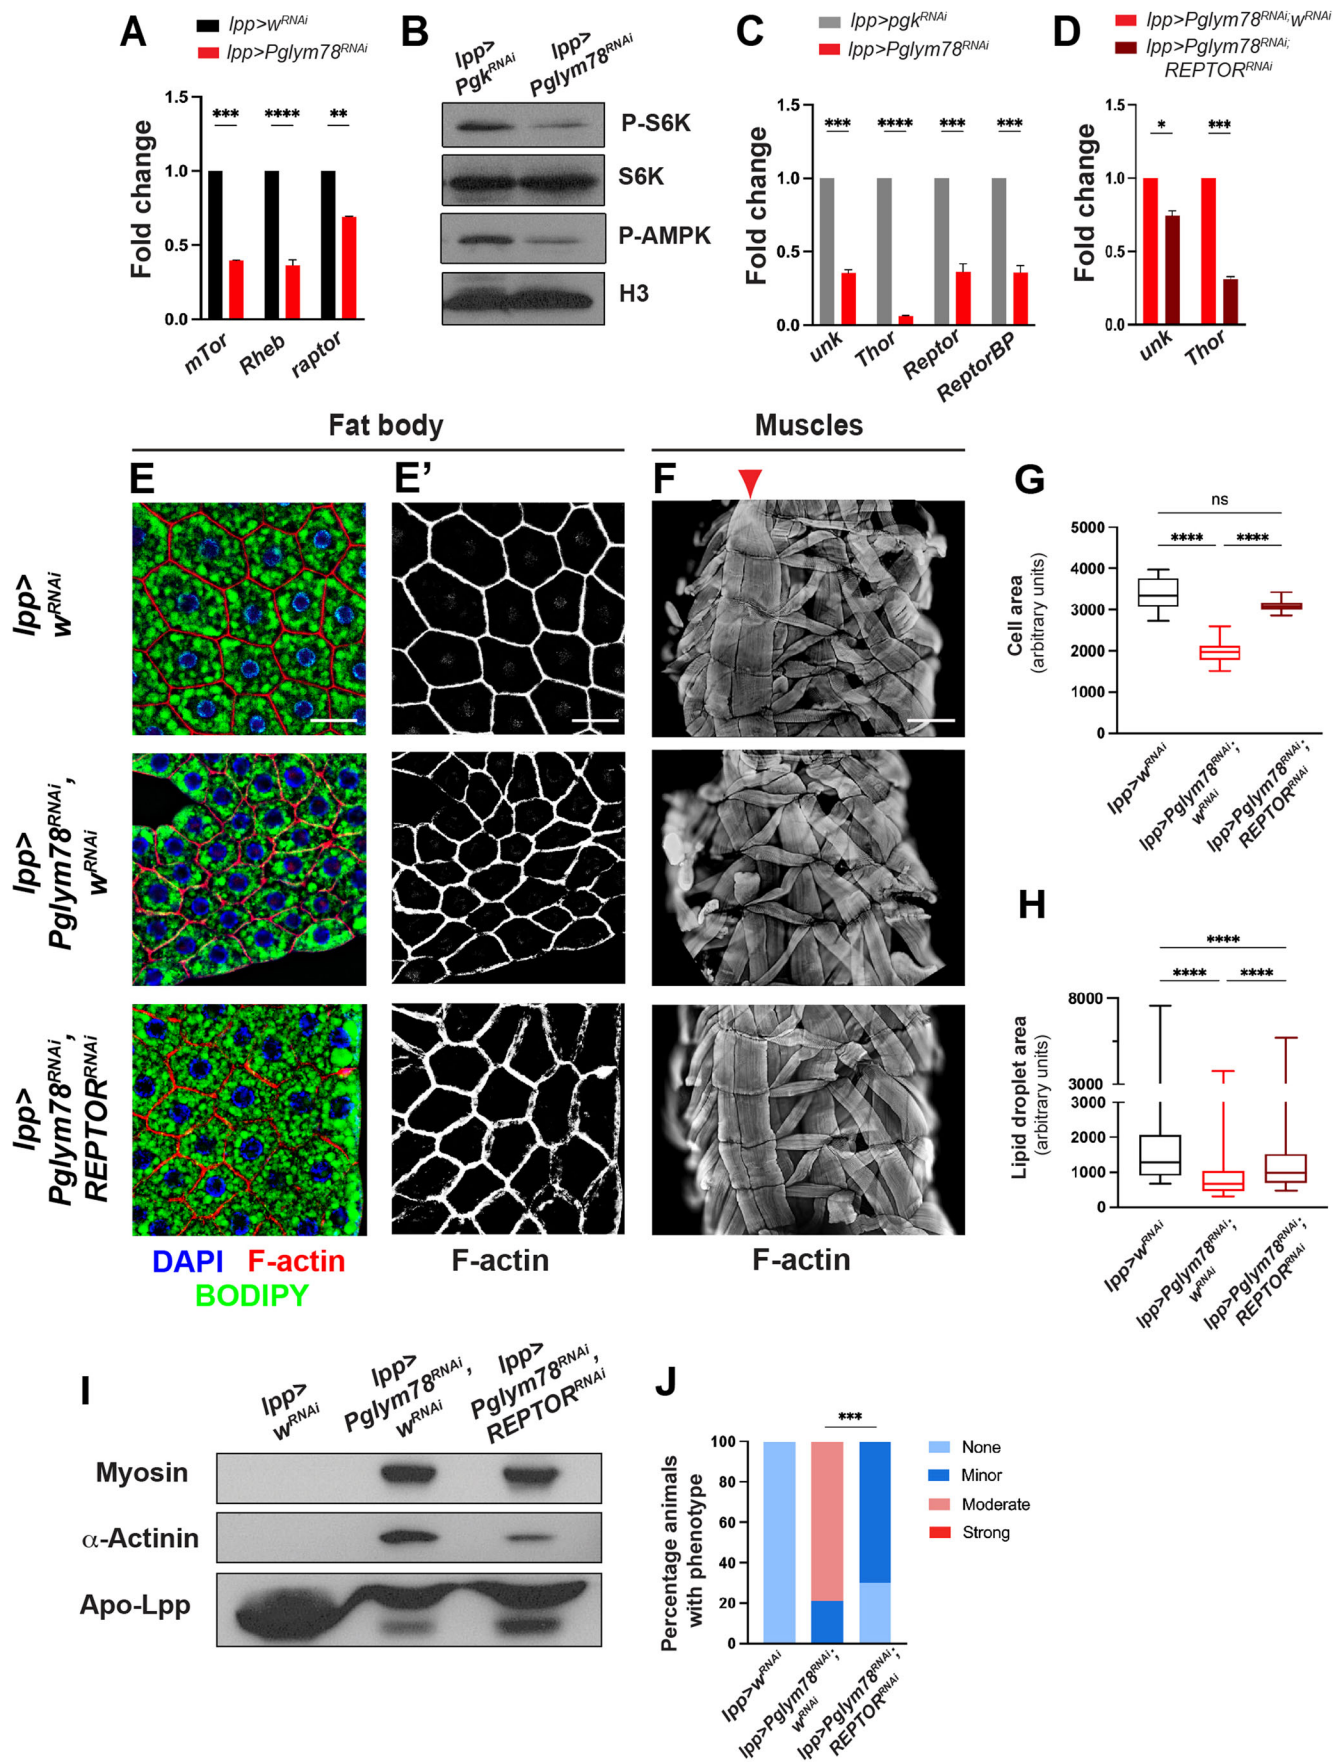 A
lpp>w^RNAi
lpp>Pglym78^RNAi
Fold change
1.5
1.0
0.5
0.0
***
****
**
mTor
Rheb
raptor
B
lpp>
Pgk^RNAi
lpp>
Pglym78^RNAi
P-S6K
S6K
P-AMPK
H3
C
lpp>pgk^RNAi
lpp>Pglym78^RNAi
Fold change
1.5
1.0
0.5
0.0
***
****
***
***
unk
Thor
Reptor
ReptorBP
D
lpp>Pglym78^RNAi;w^RNAi
lpp>Pglym78^RNAi;
REPTOR^RNAi
Fold change
1.5
1.0
0.5
0.0
*
***
unk
Thor
Fat body
Muscles
E
E’
F
lpp>
w^RNAi
lpp>
Pglym78^RNAi,
w^RNAi
lpp>
Pglym78^RNAi,
REPTOR^RNAi
DAPI F-actin
BODIPY
F-actin
F-actin
G
Cell area
(arbitrary units)
5000
4000
3000
2000
1000
0
ns
****
****
lpp>w^RNAi
lpp>Pglym78^RNAi;
w^RNAi
lpp>Pglym78^RNAi;
REPTOR^RNAi
H
Lipid droplet area
(arbitrary units)
8000
3000
3000
2000
1000
0
****
****
****
lpp>w^RNAi
lpp>Pglym78^RNAi;
w^RNAi
lpp>Pglym78^RNAi;
REPTOR^RNAi
I
lpp>
w^RNAi
lpp>
Pglym78^RNAi,
w^RNAi
lpp>
Pglym78^RNAi,
REPTOR^RNAi
Myosin
α-Actinin
Apo-Lpp
J
Percentage animals
with phenotype
100
80
60
40
20
0
***
None
Minor
Moderate
Strong
lpp>w^RNAi
lpp>Pglym78^RNAi;
w^RNAi
lpp>Pglym78^RNAi;
REPTOR^RNAi